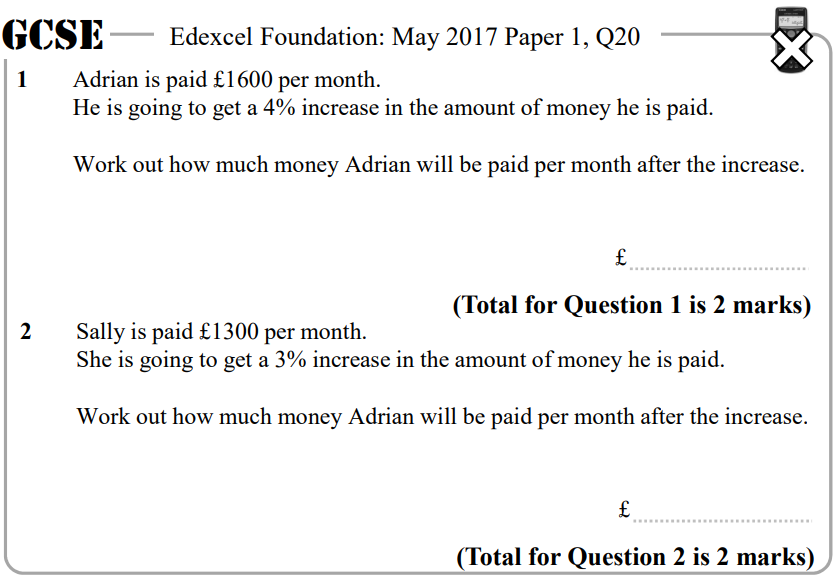 GCSE Edexcel Foundation: May 2017 Paper 1, Q20
1 Adrian is paid £1600 per month.
He is going to get a 4% increase in the amount of money he is paid.
Work out how much money Adrian will be paid per month after the increase.
£
(Total for Question 1 is 2 marks)
2 Sally is paid £1300 per month.
She is going to get a 3% increase in the amount of money he is paid.
Work out how much money Adrian will be paid per month after the increase.
£
(Total for Question 2 is 2 marks)